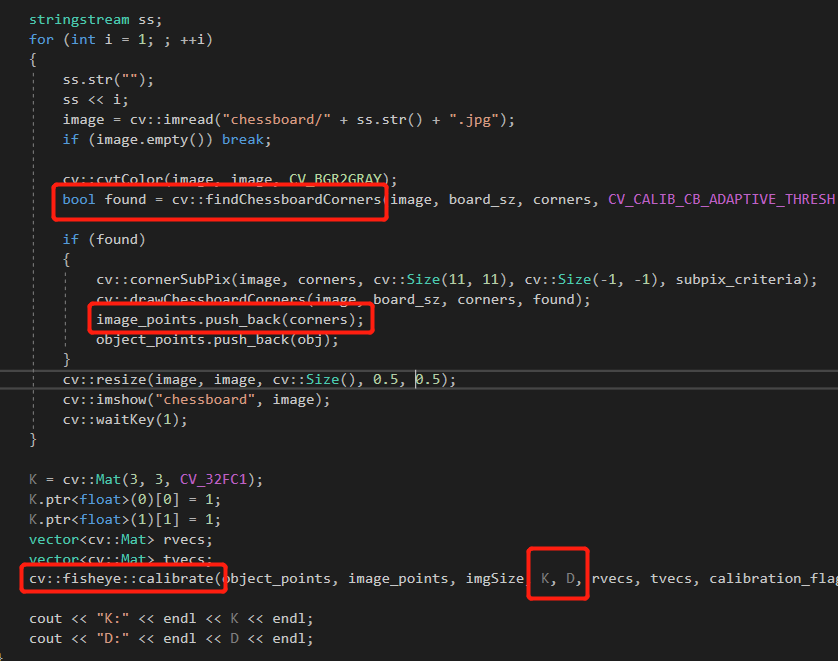 stringstream ss;
for (int i = 1; ; ++i)
{
ss.str("");
ss << i;
image = cv::imread("chessboard/" + ss.str() + ".jpg");
if (image.empty()) break;
cv::cvtColor(image, image, CV_BGR2GRAY);
bool found = cv::findChessboardCorners(image, board_sz, corners, CV_CALIB_CB_ADAPTIVE_THRESH
if (found)
{
cv::cornerSubPix(image, corners, cv::Size(11, 11), cv::Size(-1, -1), subpix_criteria);
cv::drawChessboardCorners(image, board_sz, corners, found);
image_points.push_back(corners);
object_points.push_back(obj);
}
cv::resize(image, image, cv::Size(), 0.5, 0.5);
cv::imshow("chessboard", image);
cv::waitKey(1);
}
K = cv::Mat(3, 3, CV_32FC1);
K.ptr<float>(0)[0] = 1;
K.ptr<float>(1)[1] = 1;
vector<cv::Mat> rvecs;
vector<cv::Mat> tvecs;
cv::fisheye::calibrate(object_points, image_points, imgSize, K, D, rvecs, tvecs, calibration_flag
cout << "K:" << endl << K << endl;
cout << "D:" << endl << D << endl;
}